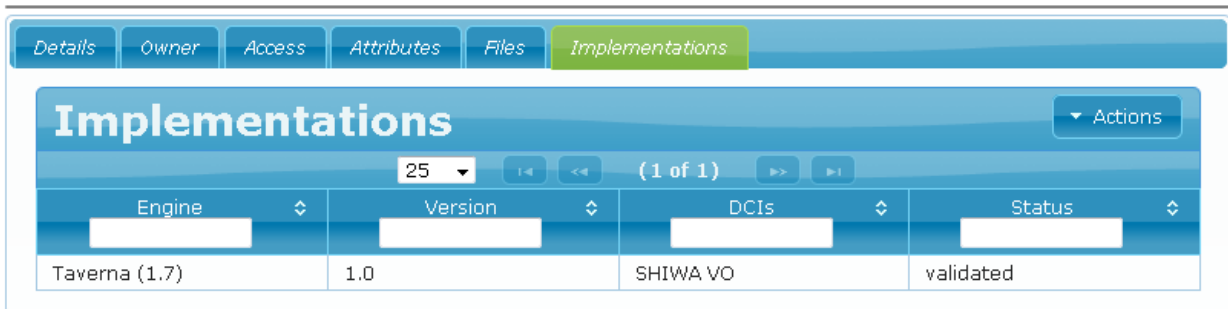 Details Owner Access Attributes Files Implementations
Implementations Actions
25 (1 of 1)
Engine Version DCIs Status
Taverna (1.7) 1.0 SHIWA VO validated